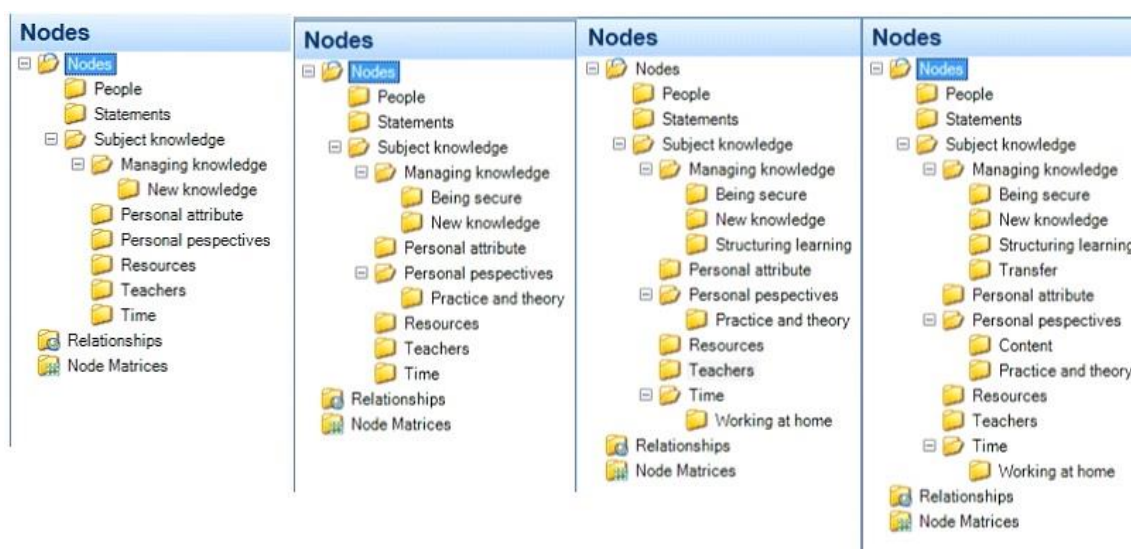 Nodes
Nodes
People
Statements
Subject knowledge
Managing knowledge
New knowledge
Personal attribute
Personal pespectives
Resources
Teachers
Time
Relationships
Node Matrices
Nodes
Nodes
People
Statements
Subject knowledge
Managing knowledge
Being secure
New knowledge
Personal attribute
Personal pespectives
Practice and theory
Resources
Teachers
Time
Relationships
Node Matrices
Nodes
Nodes
People
Statements
Subject knowledge
Managing knowledge
Being secure
New knowledge
Structuring learning
Personal attribute
Personal pespectives
Practice and theory
Resources
Teachers
Time
Working at home
Relationships
Node Matrices
Nodes
Nodes
People
Statements
Subject knowledge
Managing knowledge
Being secure
New knowledge
Structuring learning
Transfer
Personal attribute
Personal pespectives
Content
Practice and theory
Resources
Teachers
Time
Working at home
Relationships
Node Matrices